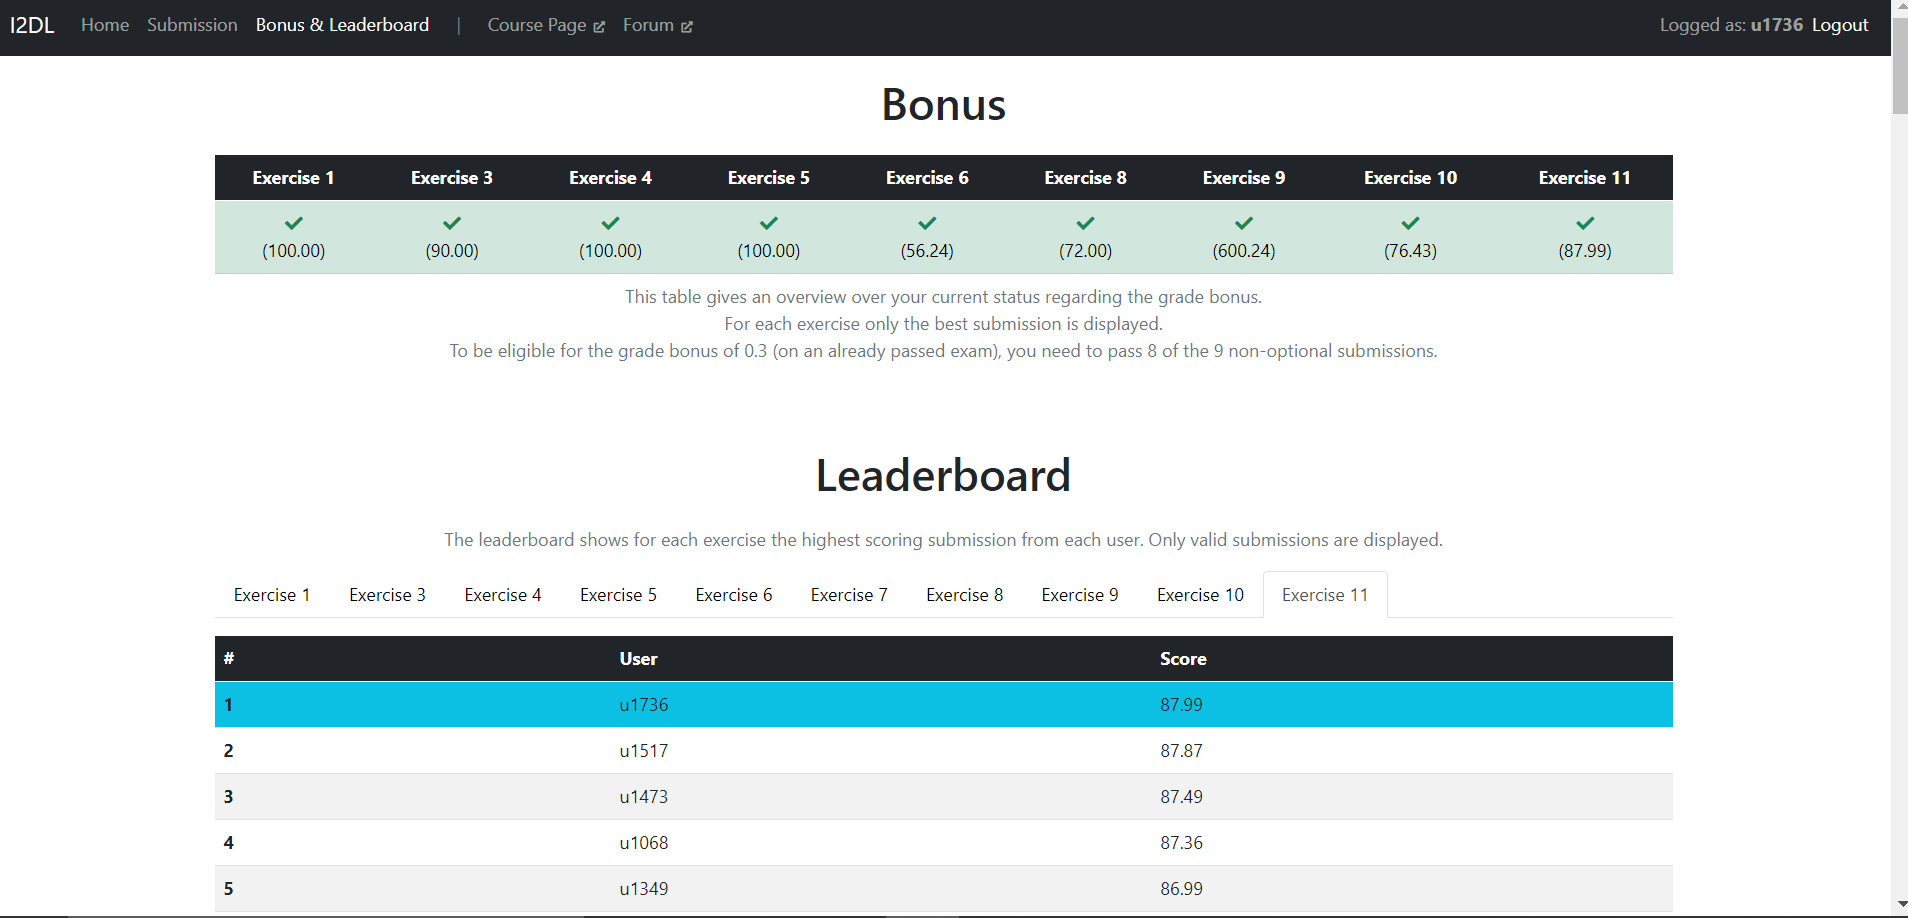 I2DL Home Submission Bonus & Leaderboard | Course Page Forum Logged as: u1736 Logout
Bonus
Exercise 1 Exercise 3 Exercise 4 Exercise 5 Exercise 6 Exercise 8 Exercise 9 Exercise 10 Exercise 11
(100.00) (90.00) (100.00) (100.00) (56.24) (72.00) (600.24) (76.43) (87.99)
This table gives an overview over your current status regarding the grade bonus.
For each exercise only the best submission is displayed.
To be eligible for the grade bonus of 0.3 (on an already passed exam), you need to pass 8 of the 9 non-optional submissions.
Leaderboard
The leaderboard shows for each exercise the highest scoring submission from each user. Only valid submissions are displayed.
Exercise 1 Exercise 3 Exercise 4 Exercise 5 Exercise 6 Exercise 7 Exercise 8 Exercise 9 Exercise 10 Exercise 11
# User Score
1 u1736 87.99
2 u1517 87.87
3 u1473 87.49
4 u1068 87.36
5 u1349 86.99